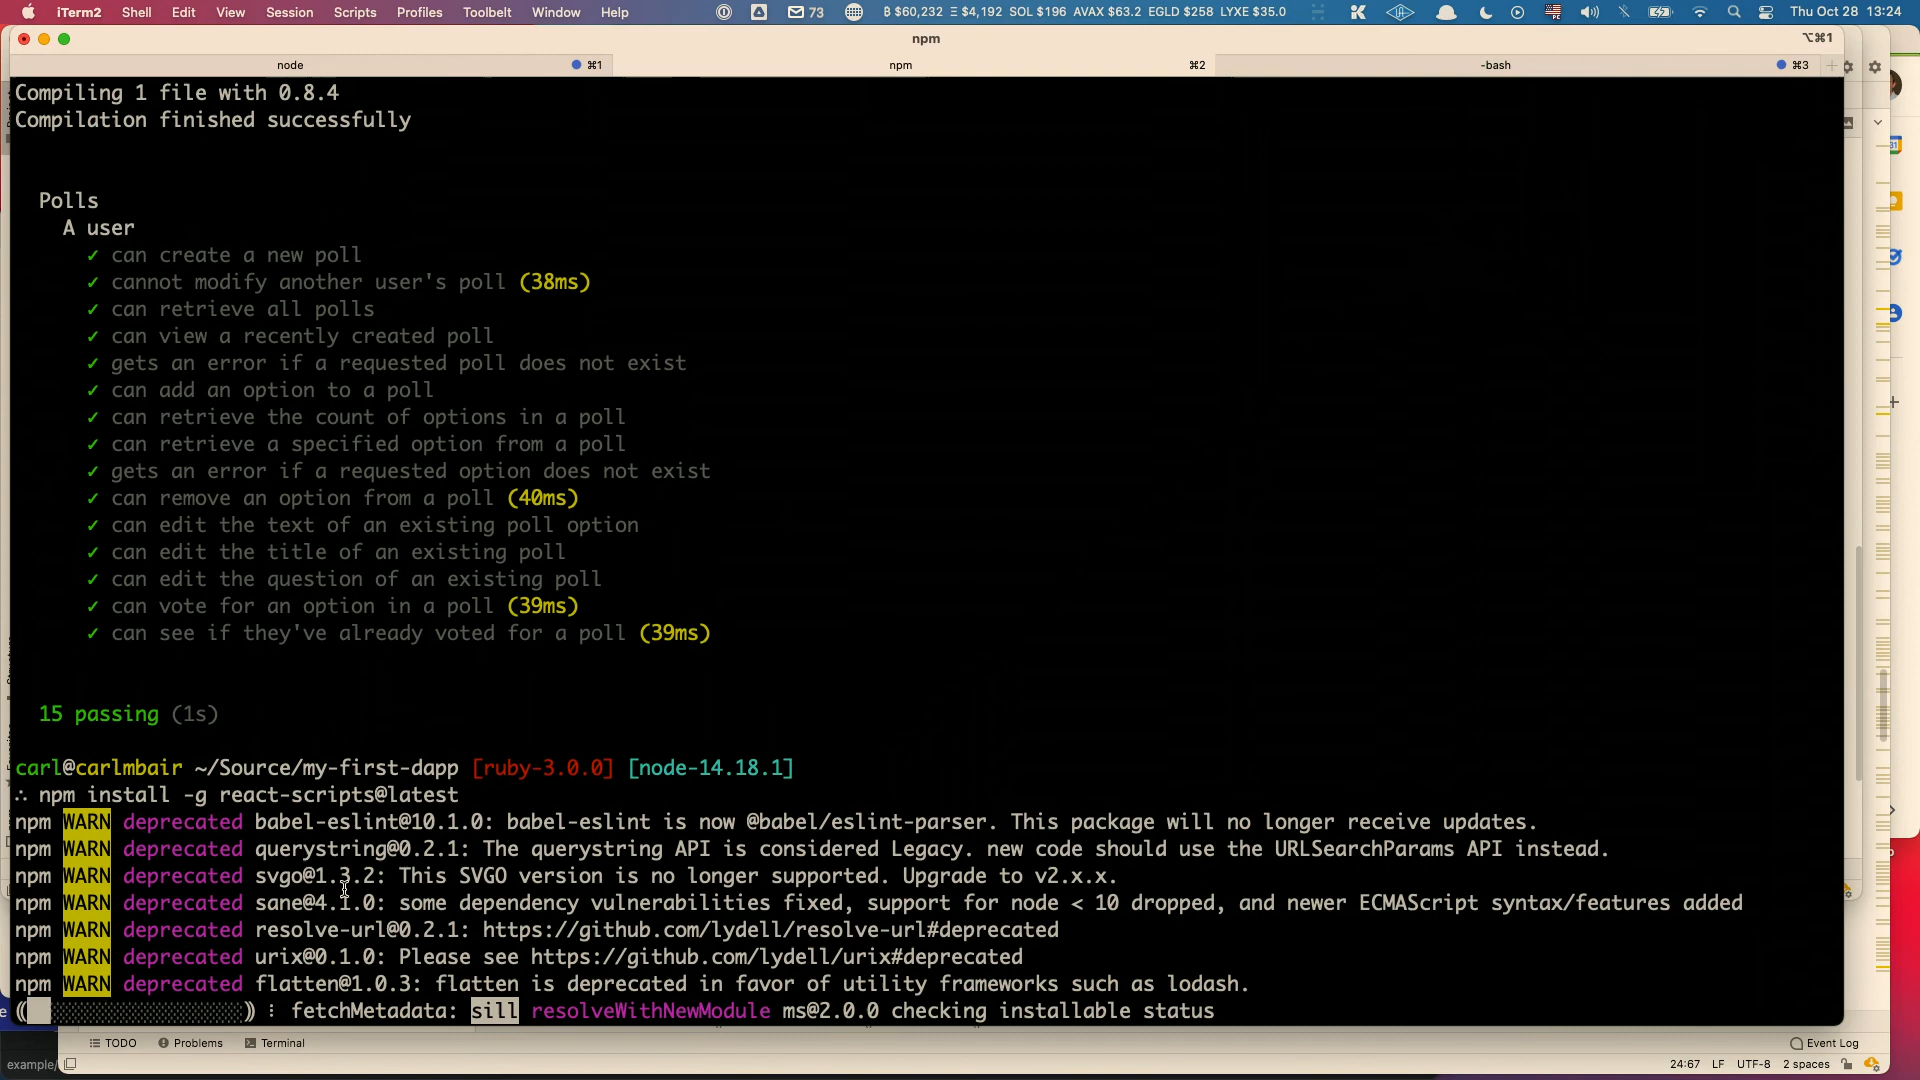 iTerm2 Shell Edit View Session Scripts Profiles Toolbelt Window Help 73 ₿ $60,232 Ξ $4,192 SOL $196 AVAX $63.2 EGLD $258 LYXE $35.0 Thu Oct 28 13:24
npm ⌥⌘1
node ⌘1 npm ⌘2 -bash ⌘3
Compiling 1 file with 0.8.4
Compilation finished successfully
Polls
A user
✓ can create a new poll
✓ cannot modify another user's poll (38ms)
✓ can retrieve all polls
✓ can view a recently created poll
✓ gets an error if a requested poll does not exist
✓ can add an option to a poll
✓ can retrieve the count of options in a poll
✓ can retrieve a specified option from a poll
✓ gets an error if a requested option does not exist
✓ can remove an option from a poll (40ms)
✓ can edit the text of an existing poll option
✓ can edit the title of an existing poll
✓ can edit the question of an existing poll
✓ can vote for an option in a poll (39ms)
✓ can see if they've already voted for a poll (39ms)
15 passing (1s)
carl@carlmbair ~/Source/my-first-dapp [ruby-3.0.0] [node-14.18.1]
∴ npm install -g react-scripts@latest
npm WARN deprecated babel-eslint@10.1.0: babel-eslint is now @babel/eslint-parser. This package will no longer receive updates.
npm WARN deprecated querystring@0.2.1: The querystring API is considered Legacy. new code should use the URLSearchParams API instead.
npm WARN deprecated svgo@1.3.2: This SVGO version is no longer supported. Upgrade to v2.x.x.
npm WARN deprecated sane@4.1.0: some dependency vulnerabilities fixed, support for node < 10 dropped, and newer ECMAScript syntax/features added
npm WARN deprecated resolve-url@0.2.1: https://github.com/lydell/resolve-url#deprecated
npm WARN deprecated urix@0.1.0: Please see https://github.com/lydell/urix#deprecated
npm WARN deprecated flatten@1.0.3: flatten is deprecated in favor of utility frameworks such as lodash.
⸨░░░░░░░░░░░░░░░░░░⸩ ⠸ fetchMetadata: sill resolveWithNewModule ms@2.0.0 checking installable status
TODO Problems Terminal Event Log
example/ 24:67 LF UTF-8 2 spaces